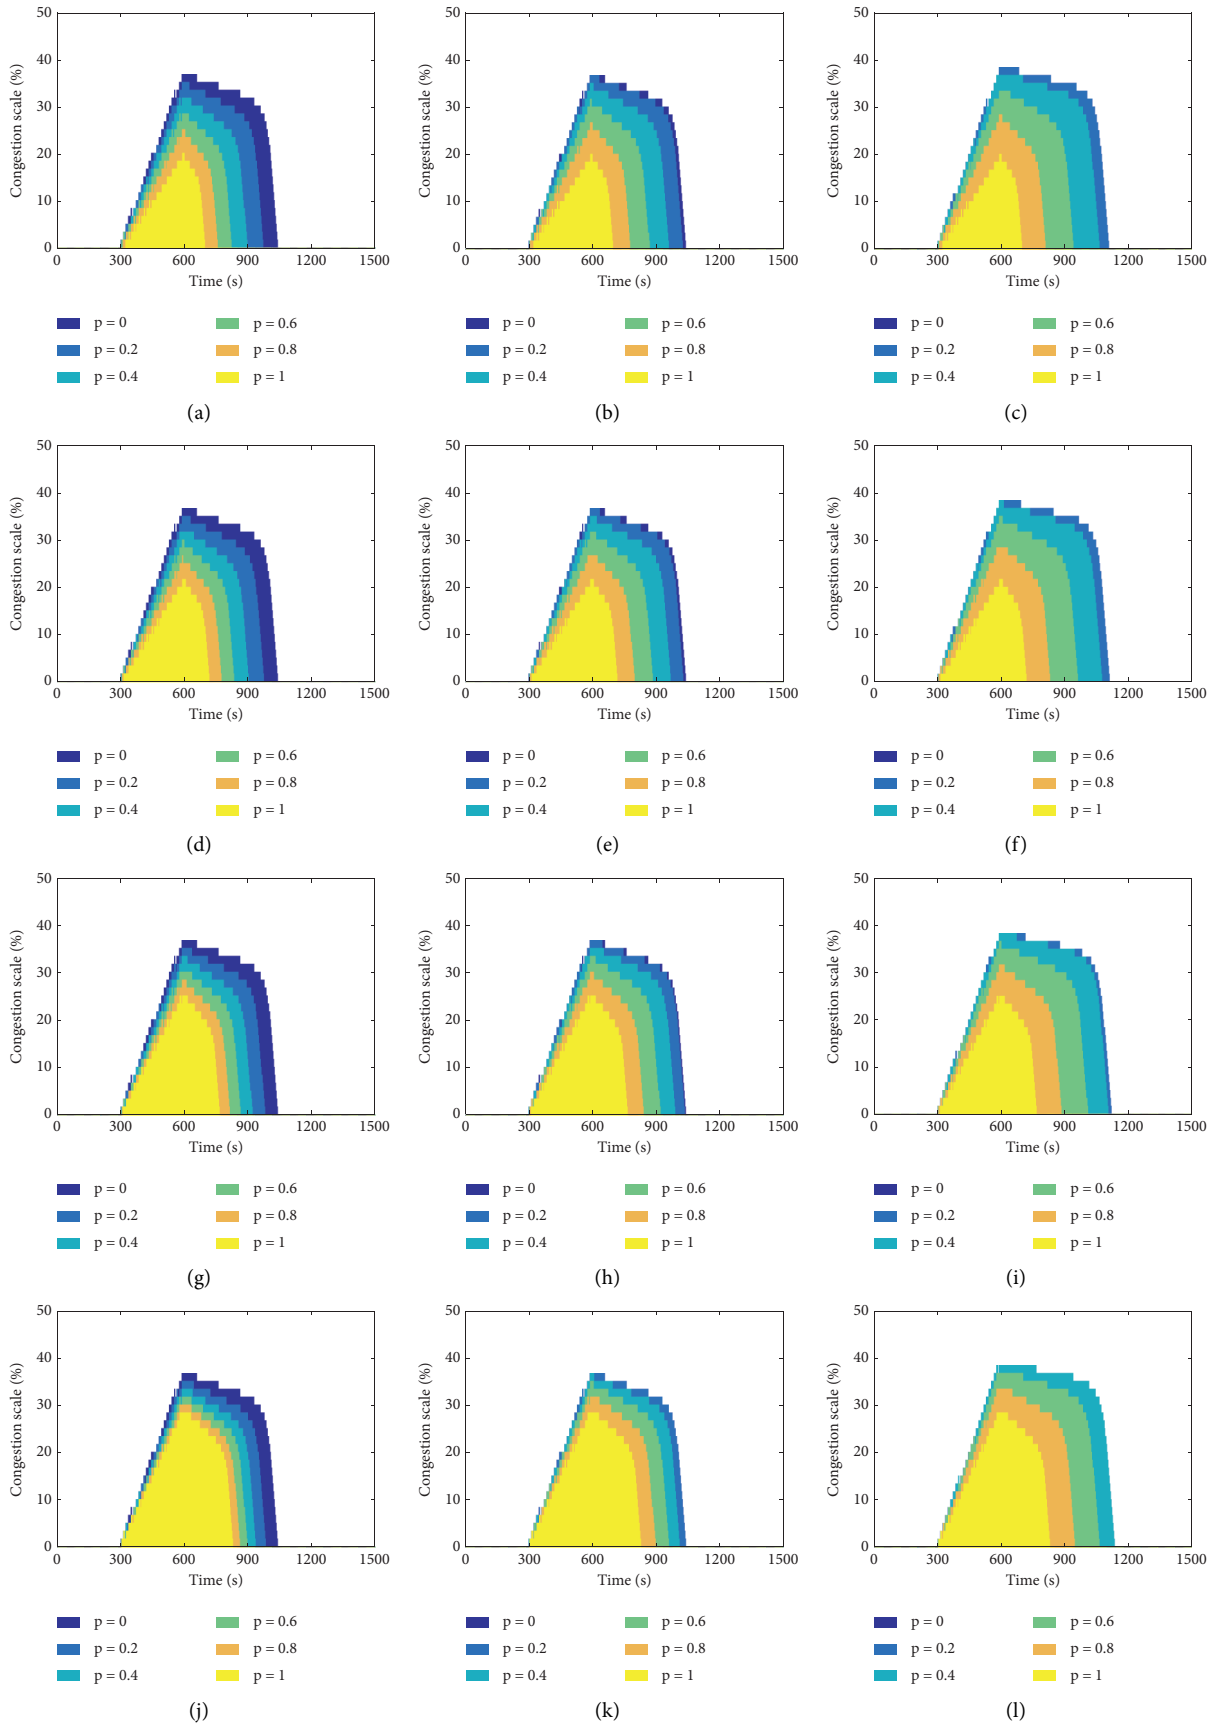 50 50 50
40 40 40
Congestion scale (%) Congestion scale (%) Congestion scale (%)
30 30 30
20 20 20
10 10 10
0 0 0
0 300 600 900 1200 1500 0 300 600 900 1200 1500 0 300 600 900 1200 1500
Time (s) Time (s) Time (s)
p = 0 p = 0.6 p = 0 p = 0.6 p = 0 p = 0.6
p = 0.2 p = 0.8 p = 0.2 p = 0.8 p = 0.2 p = 0.8
p = 0.4 p = 1 p = 0.4 p = 1 p = 0.4 p = 1
(a) (b) (c)
50 50 50
40 40 40
Congestion scale (%) Congestion scale (%) Congestion scale (%)
30 30 30
20 20 20
10 10 10
0 0 0
0 300 600 900 1200 1500 0 300 600 900 1200 1500 0 300 600 900 1200 1500
Time (s) Time (s) Time (s)
p = 0 p = 0.6 p = 0 p = 0.6 p = 0 p = 0.6
p = 0.2 p = 0.8 p = 0.2 p = 0.8 p = 0.2 p = 0.8
p = 0.4 p = 1 p = 0.4 p = 1 p = 0.4 p = 1
(d) (e) (f)
50 50 50
40 40 40
Congestion scale (%) Congestion scale (%) Congestion scale (%)
30 30 30
20 20 20
10 10 10
0 0 0
0 300 600 900 1200 1500 0 300 600 900 1200 1500 0 300 600 900 1200 1500
Time (s) Time (s) Time (s)
p = 0 p = 0.6 p = 0 p = 0.6 p = 0 p = 0.6
p = 0.2 p = 0.8 p = 0.2 p = 0.8 p = 0.2 p = 0.8
p = 0.4 p = 1 p = 0.4 p = 1 p = 0.4 p = 1
(g) (h) (i)
50 50 50
40 40 40
Congestion scale (%) Congestion scale (%) Congestion scale (%)
30 30 30
20 20 20
10 10 10
0 0 0
0 300 600 900 1200 1500 0 300 600 900 1200 1500 0 300 600 900 1200 1500
Time (s) Time (s) Time (s)
p = 0 p = 0.6 p = 0 p = 0.6 p = 0 p = 0.6
p = 0.2 p = 0.8 p = 0.2 p = 0.8 p = 0.2 p = 0.8
p = 0.4 p = 1 p = 0.4 p = 1 p = 0.4 p = 1
(j) (k) (l)